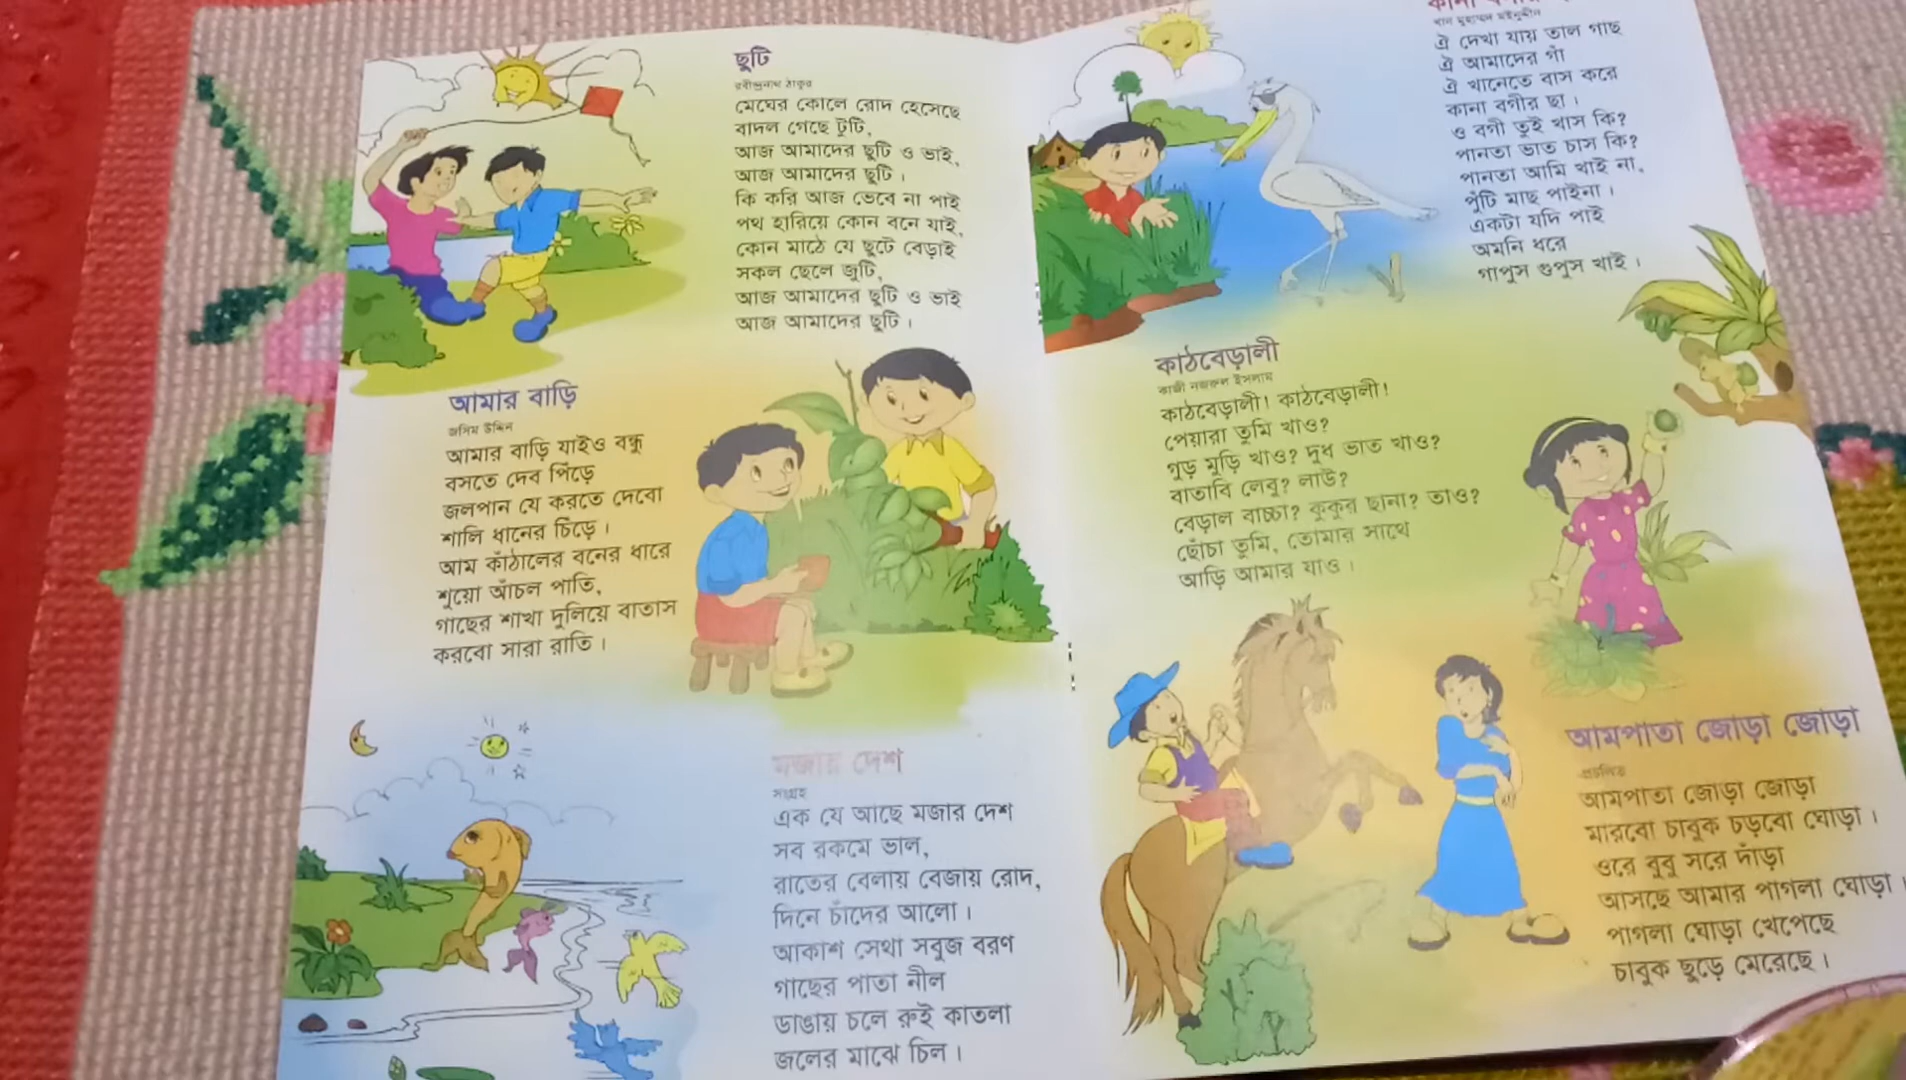 ছুটি
রবীন্দ্রনাথ ঠাকুর
মেঘের কোলে রোদ হেসেছে
বাদল গেছে টুটি,
আজ আমাদের ছুটি ও ভাই,
আজ আমাদের ছুটি ।
কি করি আজ ভেবে না পাই
পথ হারিয়ে কোন বনে যাই,
কোন মাঠে যে ছুটে বেড়াই
সকল ছেলে জুটি,
আজ আমাদের ছুটি ও ভাই
আজ আমাদের ছুটি ।
আমার বাড়ি
জসিম উদ্দিন
আমার বাড়ি যাইও বন্ধু
বসতে দেব পিঁড়ে
জলপান যে করতে দেবো
শালি ধানের চিঁড়ে ।
আম কাঁঠালের বনের ধারে
শুয়ো আঁচল পাতি,
গাছের শাখা দুলিয়ে বাতাস
করবো সারা রাতি ।
মজার দেশ
সংগ্রহ
এক যে আছে মজার দেশ
সব রকমে ভাল,
রাতের বেলায় বেজায় রোদ,
দিনে চাঁদের আলো ।
আকাশ সেথা সবুজ বরণ
গাছের পাতা নীল
ডাঙায় চলে রুই কাতলা
জলের মাঝে চিল ।
কানা
খান মুহাম্মদ মইনুদ্দীন
ঐ দেখা যায় তাল গাছ
ঐ আমাদের গাঁ
ঐ খানেতে বাস করে
কানা বগীর ছা ।
ও বগী তুই খাস কি?
পানতা ভাত চাস কি?
পানতা আমি খাই না,
পুঁটি মাছ পাইনা ।
একটা যদি পাই
অমনি ধরে
গাপুস গুপুস খাই ।
কাঠবেড়ালী
কাজী নজরুল ইসলাম
কাঠবেড়ালী! কাঠবেড়ালী!
পেয়ারা তুমি খাও?
গুড় মুড়ি খাও? দুধ ভাত খাও?
বাতাবি লেবু? লাউ?
বেড়াল বাচ্চা? কুকুর ছানা? তাও?
ছোঁচা তুমি, তোমার সাথে
আড়ি আমার যাও ।
আমপাতা জোড়া জোড়া
প্রচলিত
আমপাতা জোড়া জোড়া
মারবো চাবুক চড়বো ঘোড়া ।
ওরে বুবু সরে দাঁড়া
আসছে আমার পাগলা ঘোড়া ।
পাগলা ঘোড়া খেপেছে
চাবুক ছুড়ে মেরেছে ।